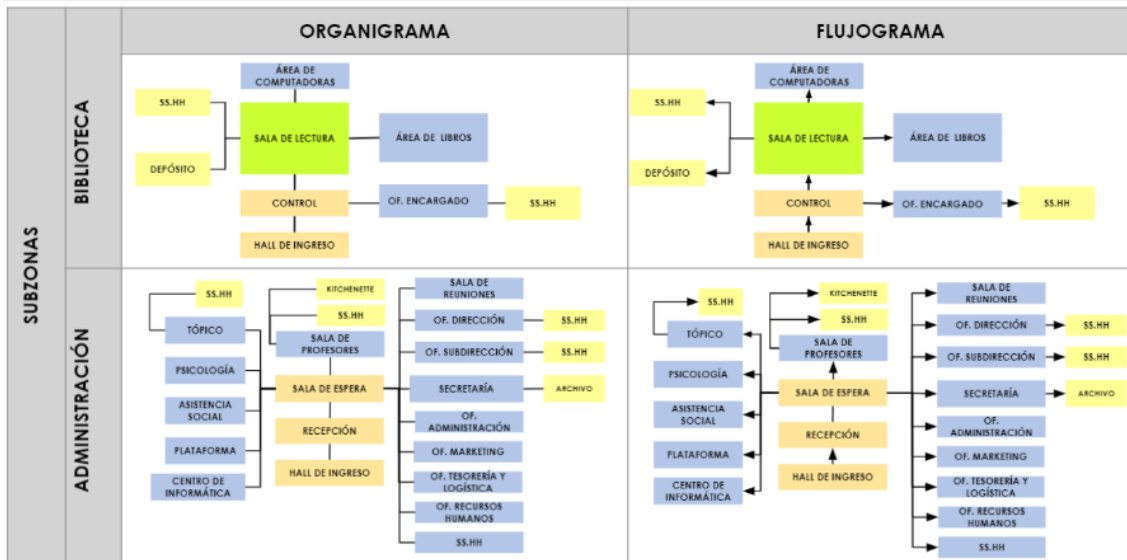 ORGANIGRAMA
FLUJOGRAMA
SUBZONAS
BIBLIOTECA
ÁREA DE
COMPUTADORAS
SS.HH
SALA DE LECTURA
ÁREA DE LIBROS
DEPÓSITO
CONTROL
OF. ENCARGADO
SS.HH
HALL DE INGRESO
ÁREA DE
COMPUTADORAS
SS.HH
SALA DE LECTURA
ÁREA DE LIBROS
DEPÓSITO
CONTROL
OF. ENCARGADO
SS.HH
HALL DE INGRESO
ADMINISTRACIÓN
SS.HH
TÓPICO
PSICOLOGÍA
ASISTENCIA
SOCIAL
PLATAFORMA
CENTRO DE
INFORMÁTICA
KITCHENETTE
SS.HH
SALA DE
PROFESORES
SALA DE ESPERA
RECEPCIÓN
HALL DE INGRESO
SALA DE
REUNIONES
OF. DIRECCIÓN
SS.HH
OF. SUBDIRECCIÓN
SS.HH
SECRETARÍA
ARCHIVO
OF.
ADMINISTRACIÓN
OF. MARKETING
OF. TESORERÍA Y
LOGÍSTICA
OF. RECURSOS
HUMANOS
SS.HH
SS.HH
TÓPICO
PSICOLOGÍA
ASISTENCIA
SOCIAL
PLATAFORMA
CENTRO DE
INFORMÁTICA
KITCHENETTE
SS.HH
SALA DE
PROFESORES
SALA DE ESPERA
RECEPCIÓN
HALL DE INGRESO
SALA DE
REUNIONES
OF. DIRECCIÓN
SS.HH
OF. SUBDIRECCIÓN
SS.HH
SECRETARÍA
ARCHIVO
OF.
ADMINISTRACIÓN
OF. MARKETING
OF. TESORERÍA Y
LOGÍSTICA
OF. RECURSOS
HUMANOS
SS.HH